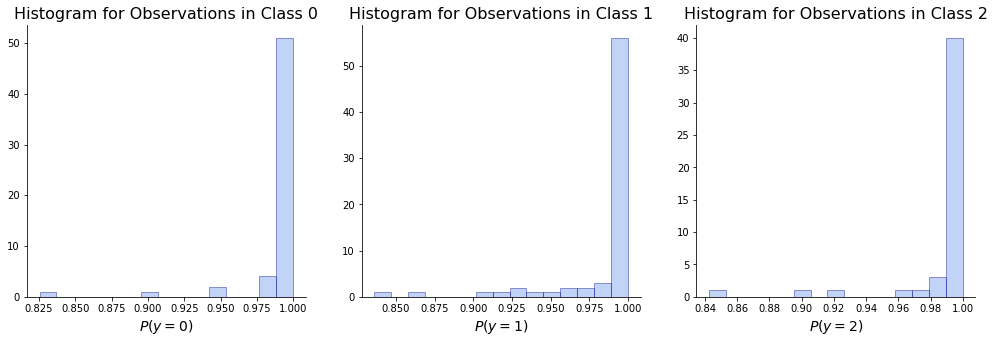 Histogram for Observations in Class 0
50
40
30
20
10
0
0.825 0.850 0.875 0.900 0.925 0.950 0.975 1.000
P(y = 0)
Histogram for Observations in Class 1
50
40
30
20
10
0
0.850 0.875 0.900 0.925 0.950 0.975 1.000
P(y = 1)
Histogram for Observations in Class 2
40
35
30
25
20
15
10
5
0
0.84 0.86 0.88 0.90 0.92 0.94 0.96 0.98 1.00
P(y = 2)